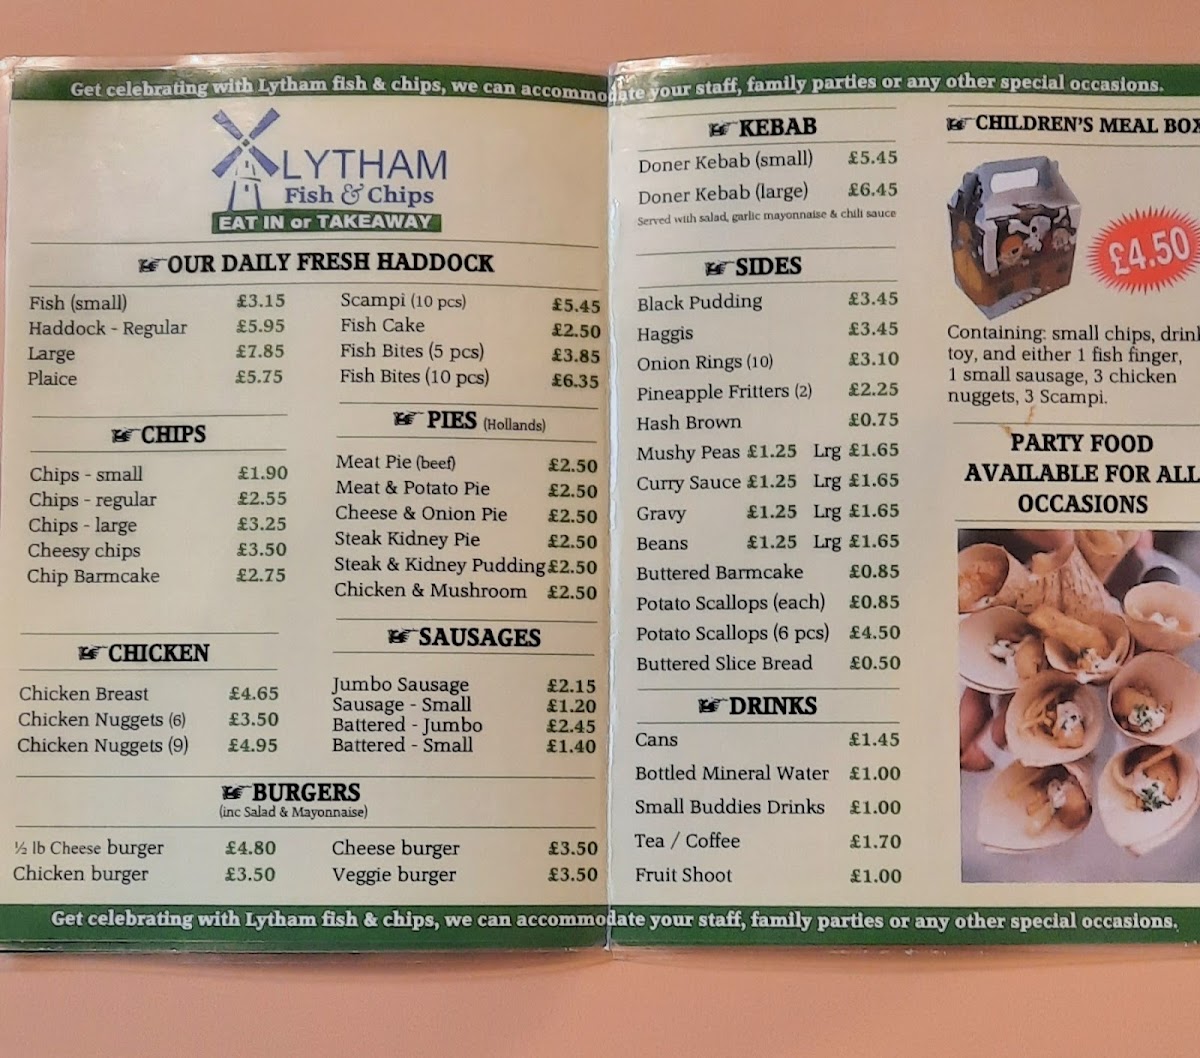 Get celebrating with Lytham fish & chips, we can accommodate your staff, family parties or any other special occasions.
LYTHAM
Fish & Chips
EAT IN or TAKEAWAY
OUR DAILY FRESH HADDOCK
Fish (small) £3.15
Haddock - Regular £5.95
Large £7.85
Plaice £5.75
Scampi (10 pcs) £5.45
Fish Cake £2.50
Fish Bites (5 pcs) £3.85
Fish Bites (10 pcs) £6.35
CHIPS
Chips - small £1.90
Chips - regular £2.55
Chips - large £3.25
Cheesy chips £3.50
Chip Barmcake £2.75
PIES (Hollands)
Meat Pie (beef) £2.50
Meat & Potato Pie £2.50
Cheese & Onion Pie £2.50
Steak Kidney Pie £2.50
Steak & Kidney Pudding £2.50
Chicken & Mushroom £2.50
CHICKEN
Chicken Breast £4.65
Chicken Nuggets (6) £3.50
Chicken Nuggets (9) £4.95
SAUSAGES
Jumbo Sausage £2.15
Sausage - Small £1.20
Battered - Jumbo £2.45
Battered - Small £1.40
BURGERS
(inc Salad & Mayonnaise)
½ lb Cheese burger £4.80
Chicken burger £3.50
Cheese burger £3.50
Veggie burger £3.50
KEBAB
Doner Kebab (small) £5.45
Doner Kebab (large) £6.45
Served with salad, garlic mayonnaise & chili sauce
SIDES
Black Pudding £3.45
Haggis £3.45
Onion Rings (10) £3.10
Pineapple Fritters (2) £2.25
Hash Brown £0.75
Mushy Peas £1.25 Lrg £1.65
Curry Sauce £1.25 Lrg £1.65
Gravy £1.25 Lrg £1.65
Beans £1.25 Lrg £1.65
Buttered Barmcake £0.85
Potato Scallops (each) £0.85
Potato Scallops (6 pcs) £4.50
Buttered Slice Bread £0.50
DRINKS
Cans £1.45
Bottled Mineral Water £1.00
Small Buddies Drinks £1.00
Tea / Coffee £1.70
Fruit Shoot £1.00
CHILDREN'S MEAL BOX
£4.50
Containing: small chips, drink
toy, and either 1 fish finger,
1 small sausage, 3 chicken
nuggets, 3 Scampi.
PARTY FOOD
AVAILABLE FOR ALL
OCCASIONS
Get celebrating with Lytham fish & chips, we can accommodate your staff, family parties or any other special occasions.